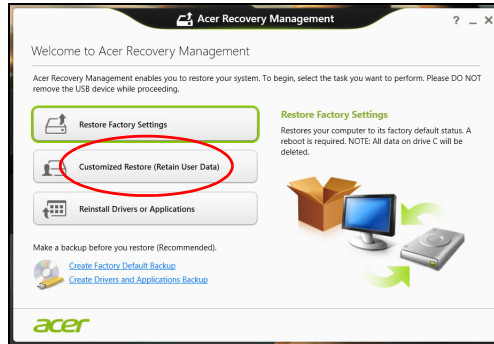 Acer Recovery Management
? _ X
Welcome to Acer Recovery Management
Acer Recovery Management enables you to restore your system. To begin, select the task you want to perform. Please DO NOT
remove the USB device while proceeding.
Restore Factory Settings
Customized Restore (Retain User Data)
Reinstall Drivers or Applications
Restore Factory Settings
Restores your computer to its factory default status. A
reboot is required. NOTE: All data on drive C will be
deleted.
Make a backup before you restore (Recommended).
Create Factory Default Backup
Create Drivers and Applications Backup
acer